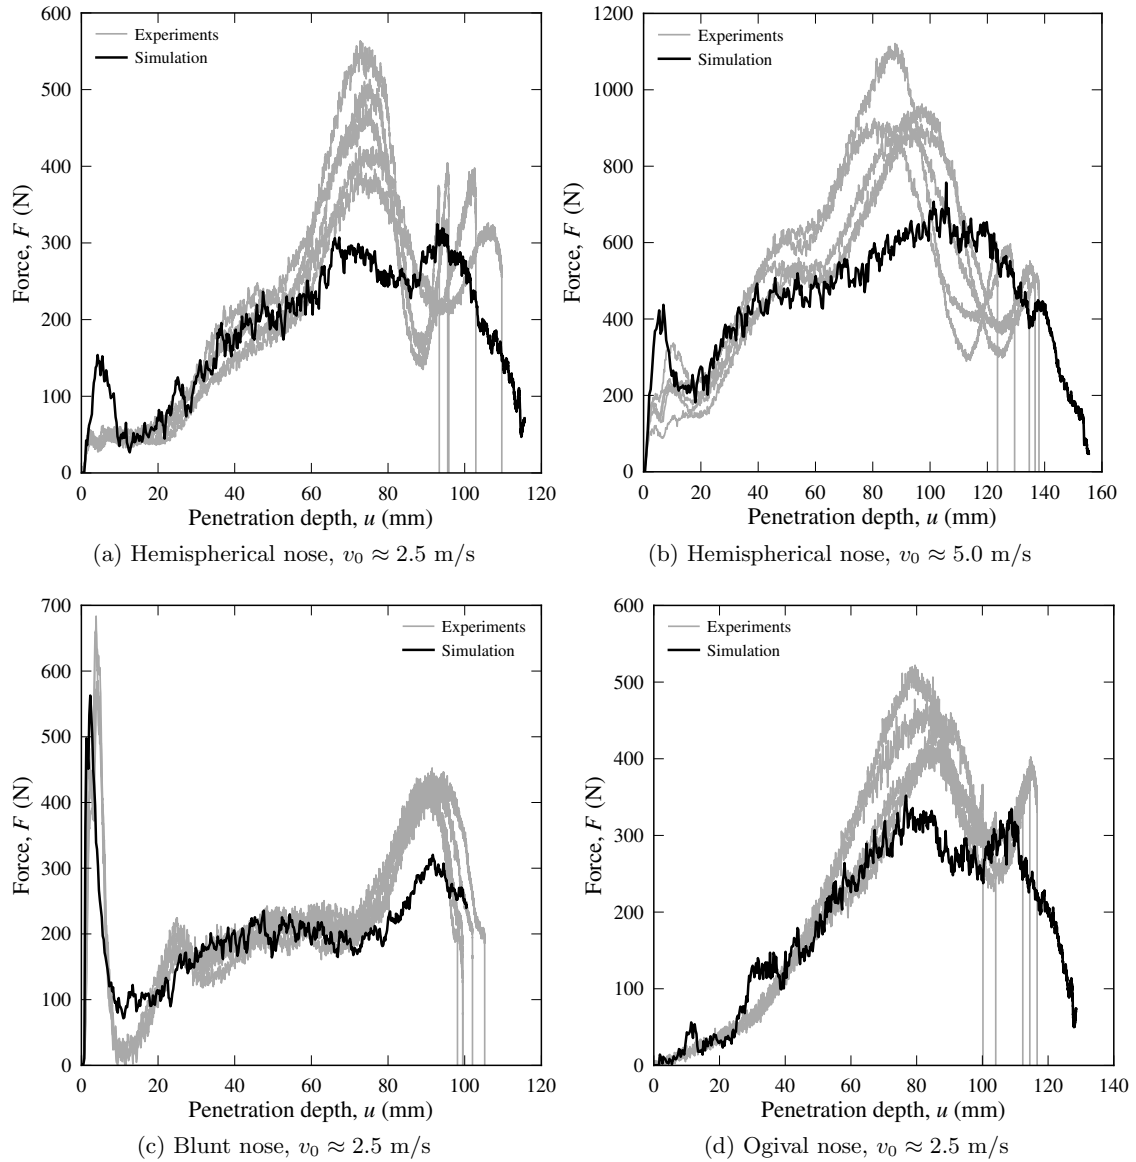 600
500
400
300
200
100
0
Force, F (N)
Experiments
Simulation
0 20 40 60 80 100 120
Penetration depth, u (mm)
(a) Hemispherical nose, v₀ ≈ 2.5 m/s
1200
1000
800
600
400
200
0
Force, F (N)
Experiments
Simulation
0 20 40 60 80 100 120 140 160
Penetration depth, u (mm)
(b) Hemispherical nose, v₀ ≈ 5.0 m/s
700
600
500
400
300
200
100
0
Force, F (N)
Experiments
Simulation
0 20 40 60 80 100 120
Penetration depth, u (mm)
(c) Blunt nose, v₀ ≈ 2.5 m/s
600
500
400
300
200
100
0
Force, F (N)
Experiments
Simulation
0 20 40 60 80 100 120 140
Penetration depth, u (mm)
(d) Ogival nose, v₀ ≈ 2.5 m/s